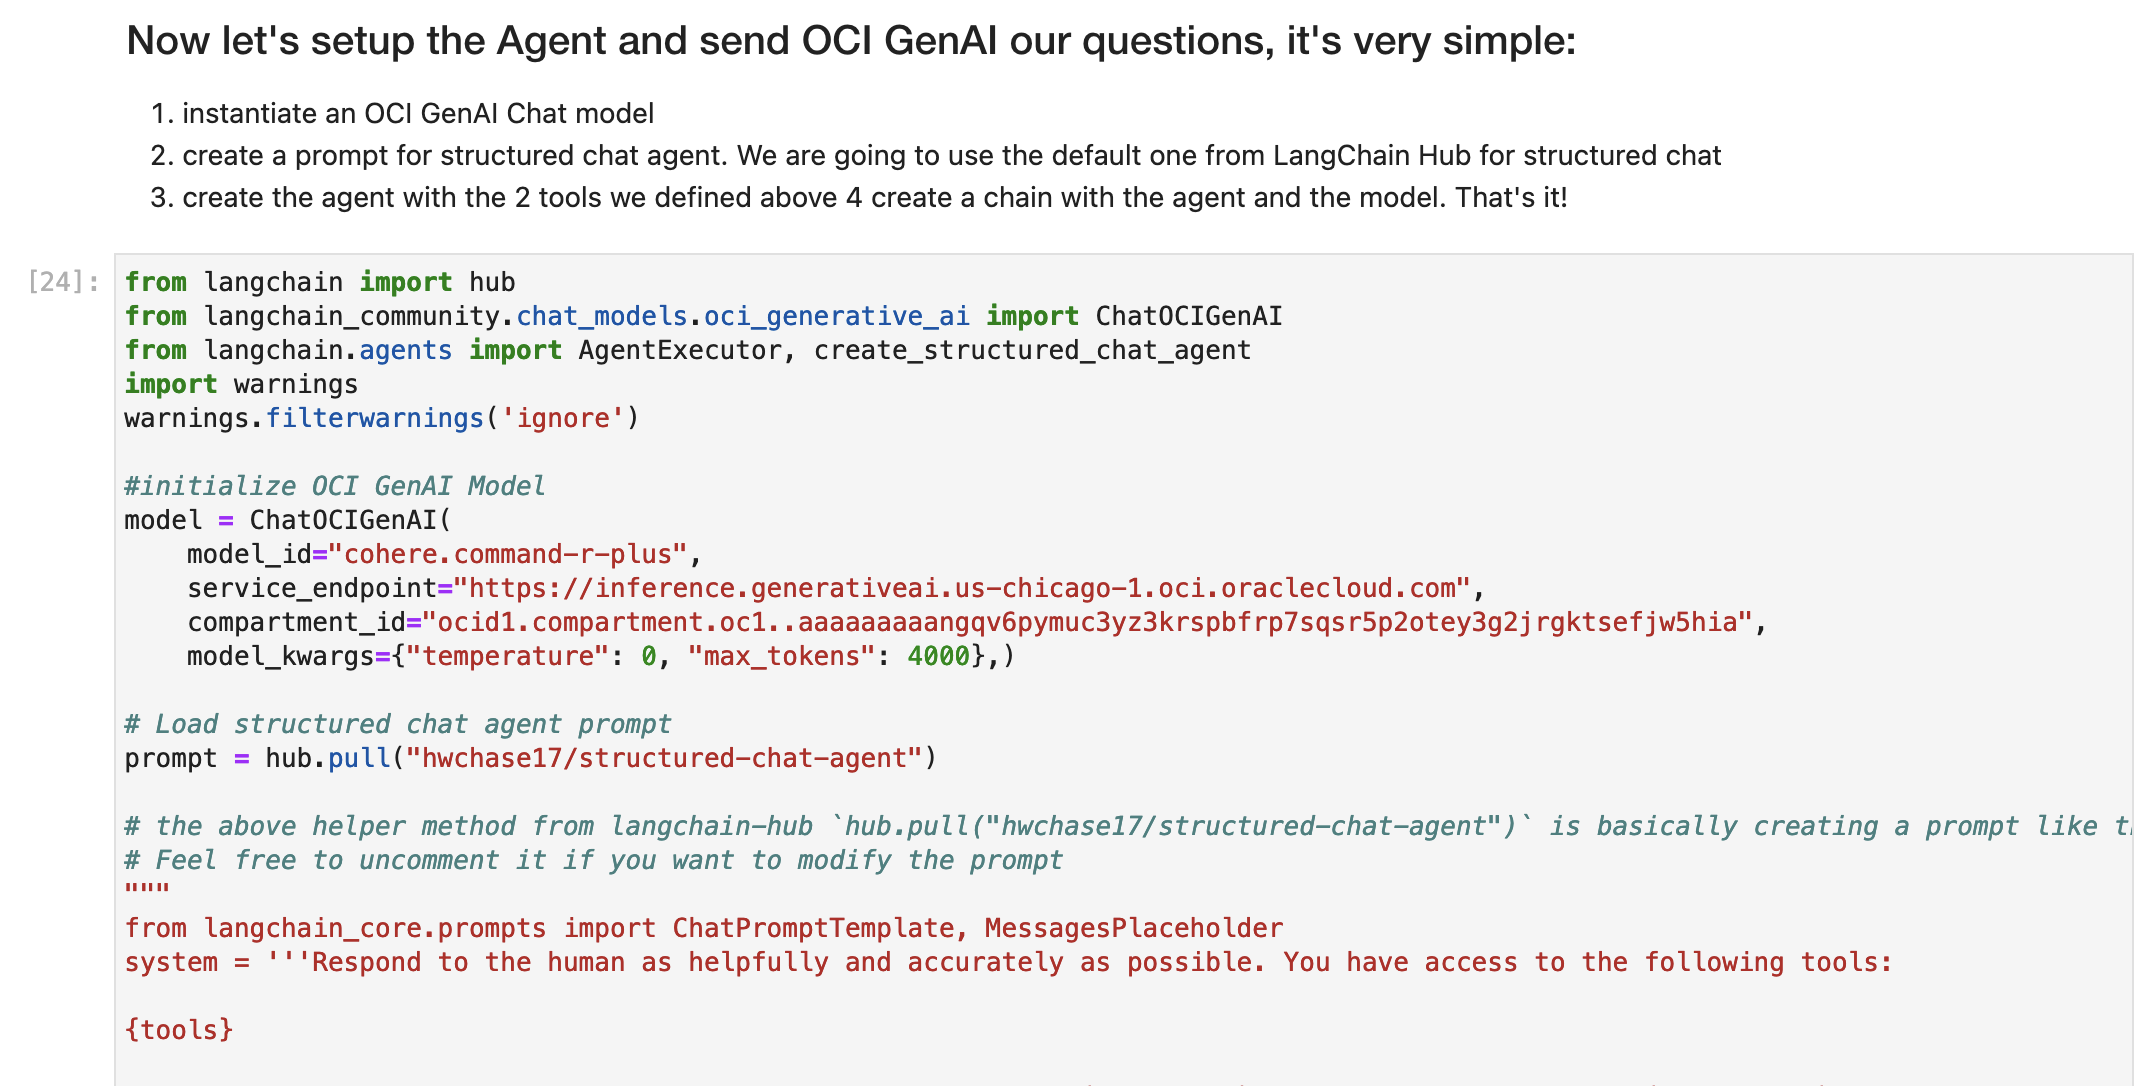 Now let's setup the Agent and send OCI GenAI our questions, it's very simple:
1. instantiate an OCI GenAI Chat model
2. create a prompt for structured chat agent. We are going to use the default one from LangChain Hub for structured chat
3. create the agent with the 2 tools we defined above 4 create a chain with the agent and the model. That's it!
[24]:
from langchain import hub
from langchain_community.chat_models.oci_generative_ai import ChatOCIGenAI
from langchain.agents import AgentExecutor, create_structured_chat_agent
import warnings
warnings.filterwarnings('ignore')

#initialize OCI GenAI Model
model = ChatOCIGenAI(
    model_id="cohere.command-r-plus",
    service_endpoint="https://inference.generativeai.us-chicago-1.oci.oraclecloud.com",
    compartment_id="ocid1.compartment.oc1..aaaaaaaaangqv6pymuc3yz3krspbfrp7sqsr5p2otey3g2jrgktsefjw5hia",
    model_kwargs={"temperature": 0, "max_tokens": 4000},)

# Load structured chat agent prompt
prompt = hub.pull("hwchase17/structured-chat-agent")

# the above helper method from langchain-hub `hub.pull("hwchase17/structured-chat-agent")` is basically creating a prompt like
# Feel free to uncomment it if you want to modify the prompt
"""
from langchain_core.prompts import ChatPromptTemplate, MessagesPlaceholder
system = '''Respond to the human as helpfully and accurately as possible. You have access to the following tools:

{tools}